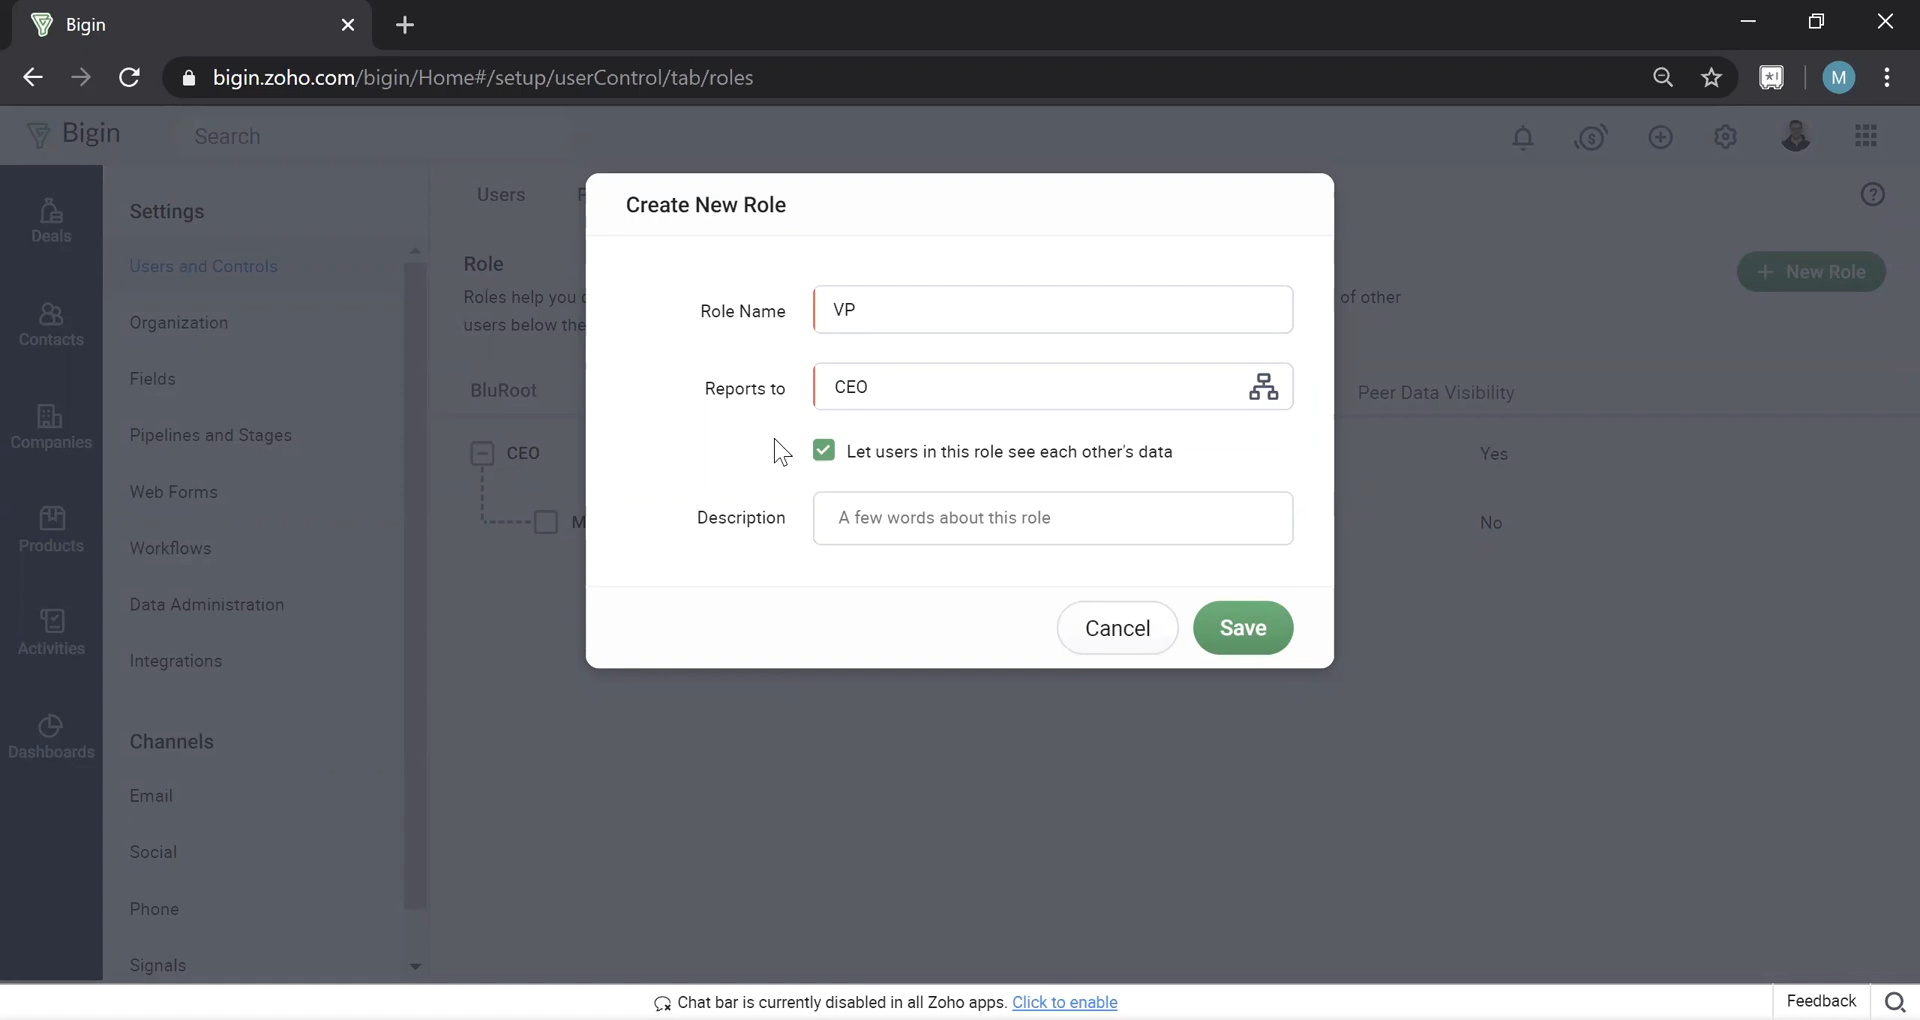 Bigin
bigin.zoho.com/bigin/Home#/setup/userControl/tab/roles
M
Bigin
Search
Deals
Contacts
Companies
Products
Activities
Dashboards
Settings
Users and Controls
Organization
Fields
Pipelines and Stages
Web Forms
Workflows
Data Administration
Integrations
Channels
Email
Social
Phone
Signals
Users
Role
Roles help you
of other
users below the
New Role
BluRoot
Peer Data Visibility
CEO
Yes
M
No
Create New Role
Role Name
VP
Reports to
CEO
Let users in this role see each other's data
Description
A few words about this role
Cancel
Save
Chat bar is currently disabled in all Zoho apps. Click to enable
Feedback